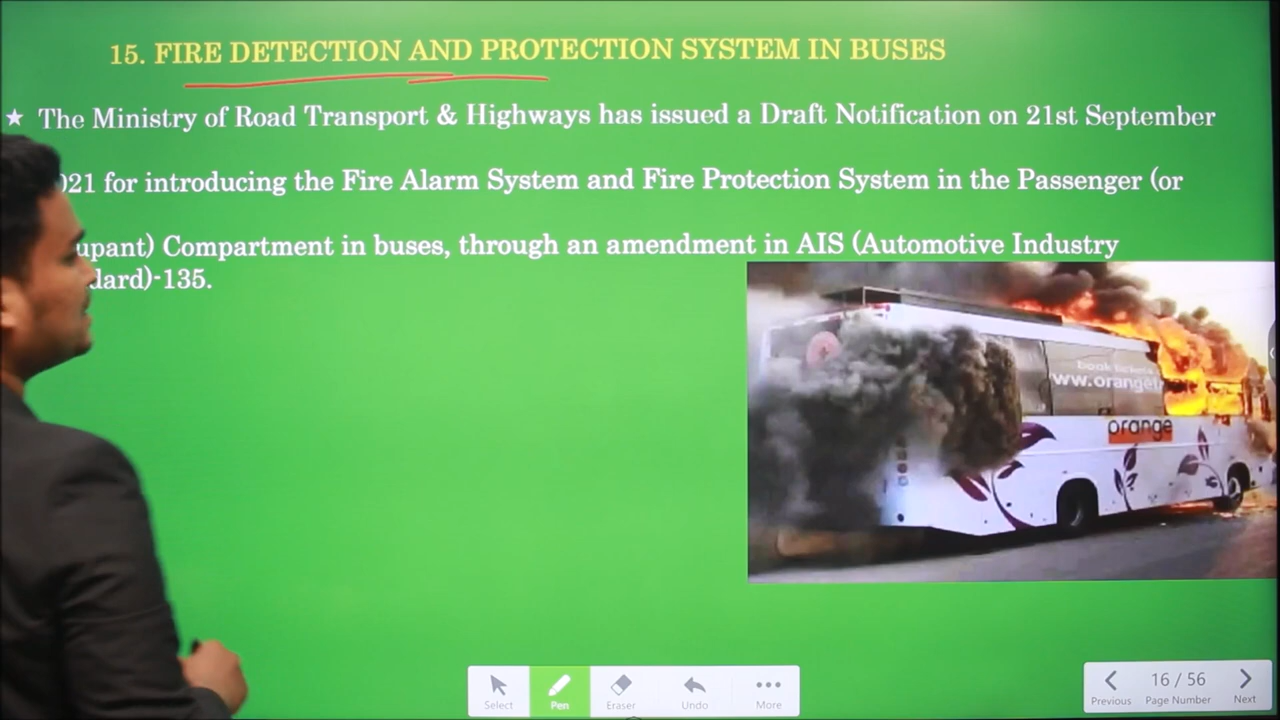 15. FIRE DETECTION AND PROTECTION SYSTEM IN BUSES
★ The Ministry of Road Transport & Highways has issued a Draft Notification on 21st September
021 for introducing the Fire Alarm System and Fire Protection System in the Passenger (or
upant) Compartment in buses, through an amendment in AIS (Automotive Industry
dard)-135.
book tickets
ww.oranget
orange
Select
Pen
Eraser
Undo
More
Previous
16 / 56
Page Number
Next